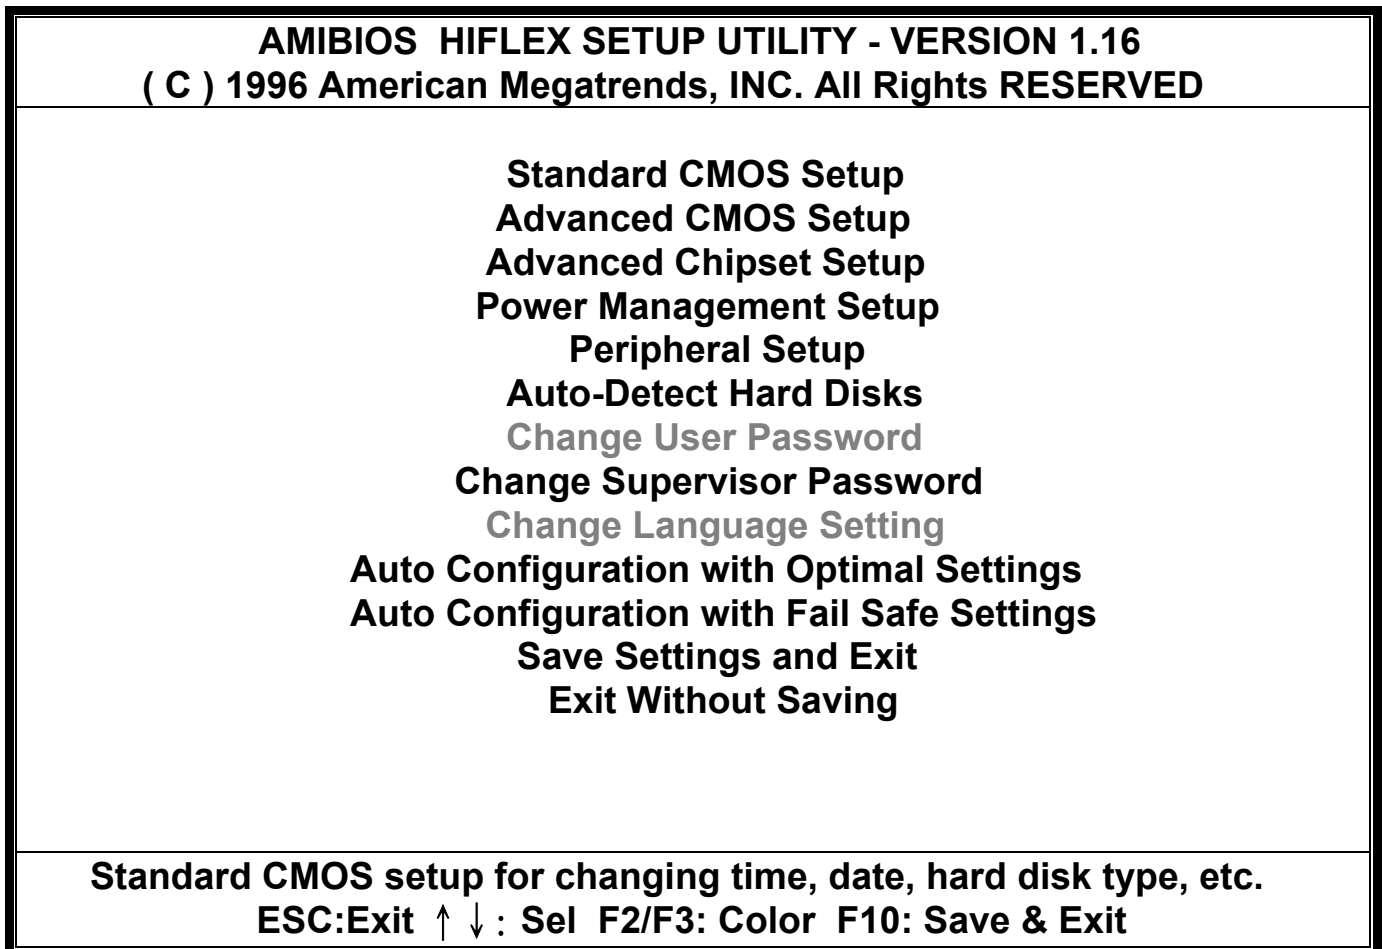 AMIBIOS HIFLEX SETUP UTILITY - VERSION 1.16
( C ) 1996 American Megatrends, INC. All Rights RESERVED
Standard CMOS Setup
Advanced CMOS Setup
Advanced Chipset Setup
Power Management Setup
Peripheral Setup
Auto-Detect Hard Disks
Change User Password
Change Supervisor Password
Change Language Setting
Auto Configuration with Optimal Settings
Auto Configuration with Fail Safe Settings
Save Settings and Exit
Exit Without Saving
Standard CMOS setup for changing time, date, hard disk type, etc.
ESC:Exit ↑ ↓ : Sel F2/F3: Color F10: Save & Exit